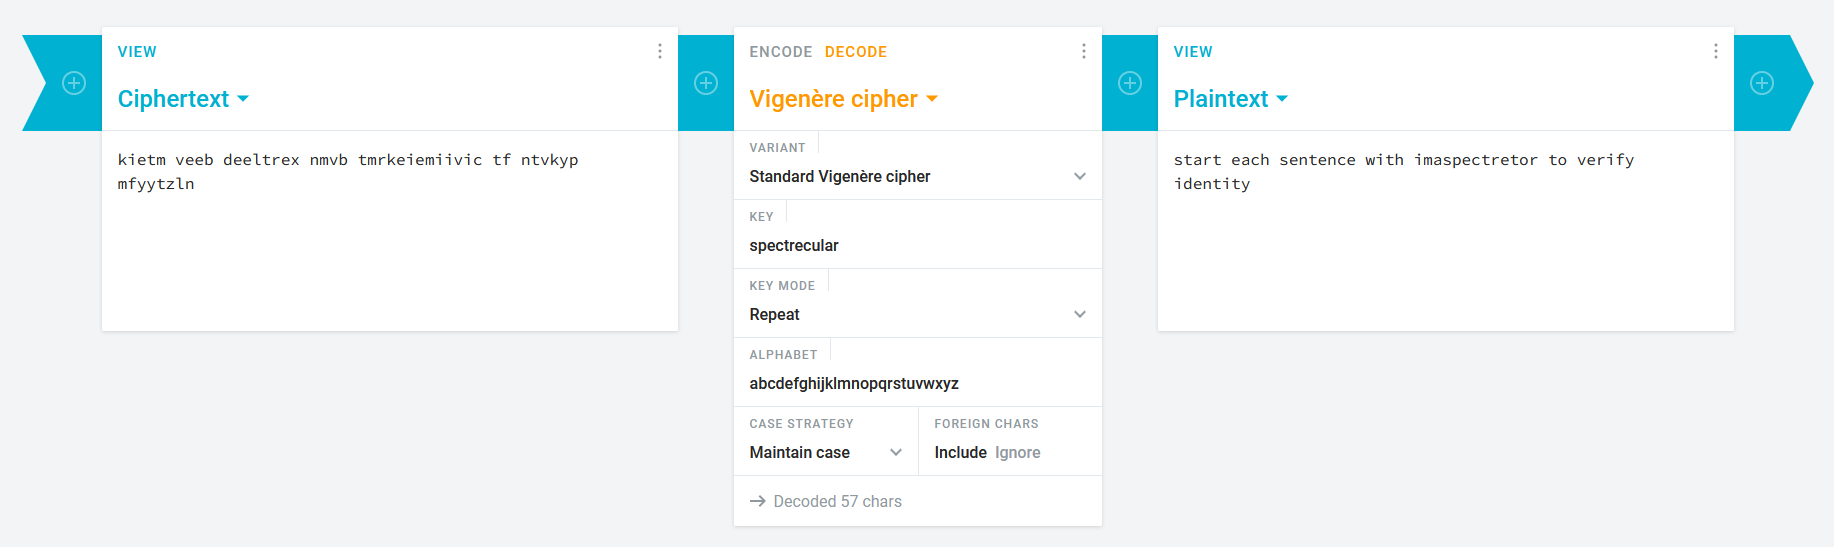 VIEW
Ciphertext
kietm veeb deeltrex nmvb tmrkeiemiivic tf ntvkyp
mfyytzln
ENCODE DECODE
Vigenère cipher
VARIANT
Standard Vigenère cipher
KEY
spectrecular
KEY MODE
Repeat
ALPHABET
abcdefghijklmnopqrstuvwxyz
CASE STRATEGY
Maintain case
FOREIGN CHARS
Include Ignore
→ Decoded 57 chars
VIEW
Plaintext
start each sentence with imaspectretor to verify
identity